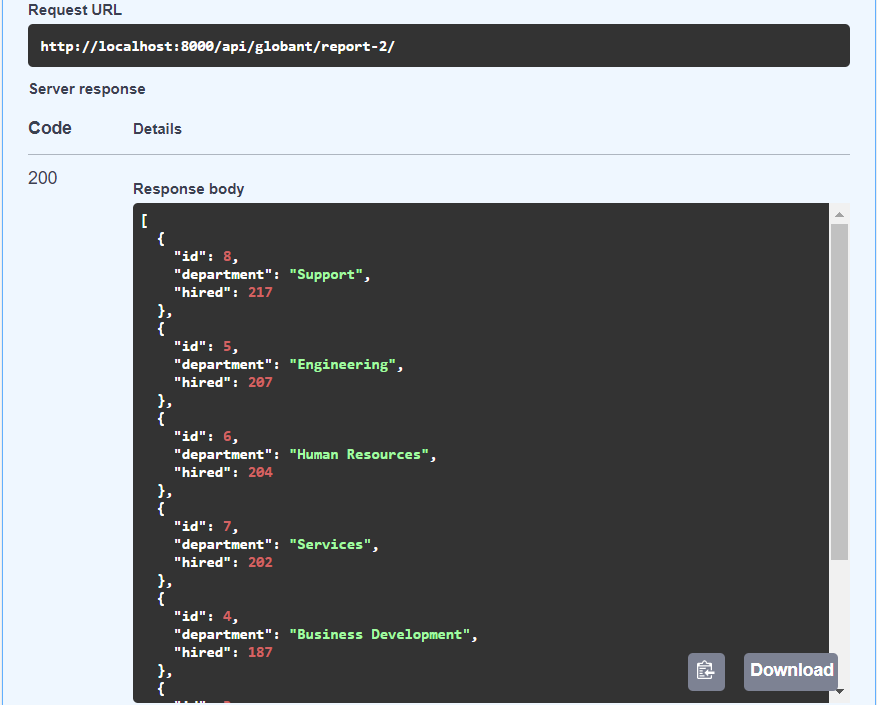 Request URL
http://localhost:8000/api/globant/report-2/
Server response
Code Details
200
Response body
[
{
"id": 8,
"department": "Support",
"hired": 217
},
{
"id": 5,
"department": "Engineering",
"hired": 207
},
{
"id": 6,
"department": "Human Resources",
"hired": 204
},
{
"id": 7,
"department": "Services",
"hired": 202
},
{
"id": 4,
"department": "Business Development",
"hired": 187
},
{
Download